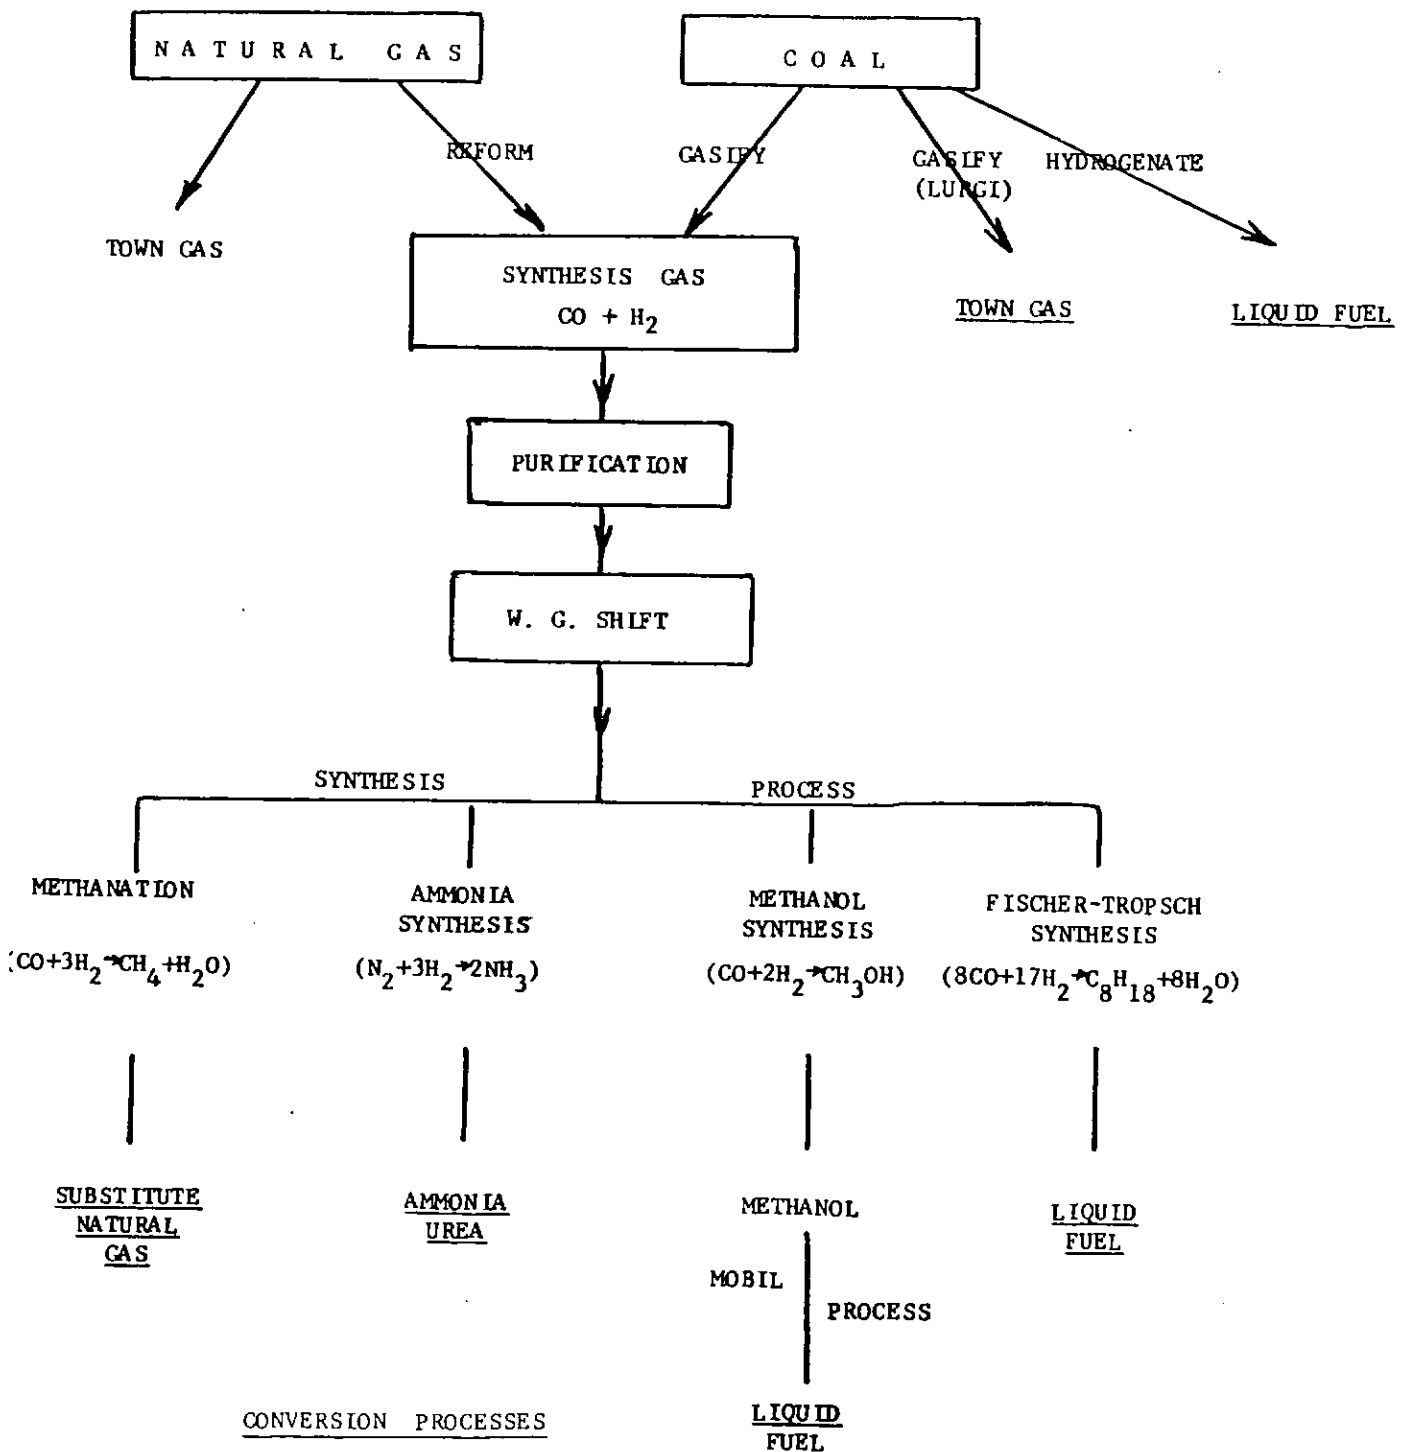 NATURAL GAS
COAL
REFORM
GASIFY
GASIFY
(LURGI)
HYDROGENATE
TOWN GAS
SYNTHESIS GAS
CO + H₂
TOWN GAS
LIQUID FUEL
PURIFICATION
W. G. SHIFT
SYNTHESIS
PROCESS
METHANATION
(CO+3H₂→CH₄+H₂O)
AMMONIA
SYNTHESIS
(N₂+3H₂→2NH₃)
METHANOL
SYNTHESIS
(CO+2H₂→CH₃OH)
FISCHER-TROPSCH
SYNTHESIS
(8CO+17H₂→C₈H₁₈+8H₂O)
SUBSTITUTE
NATURAL
GAS
AMMONIA
UREA
METHANOL
LIQUID
FUEL
MOBIL
PROCESS
LIQUID
FUEL
CONVERSION PROCESSES